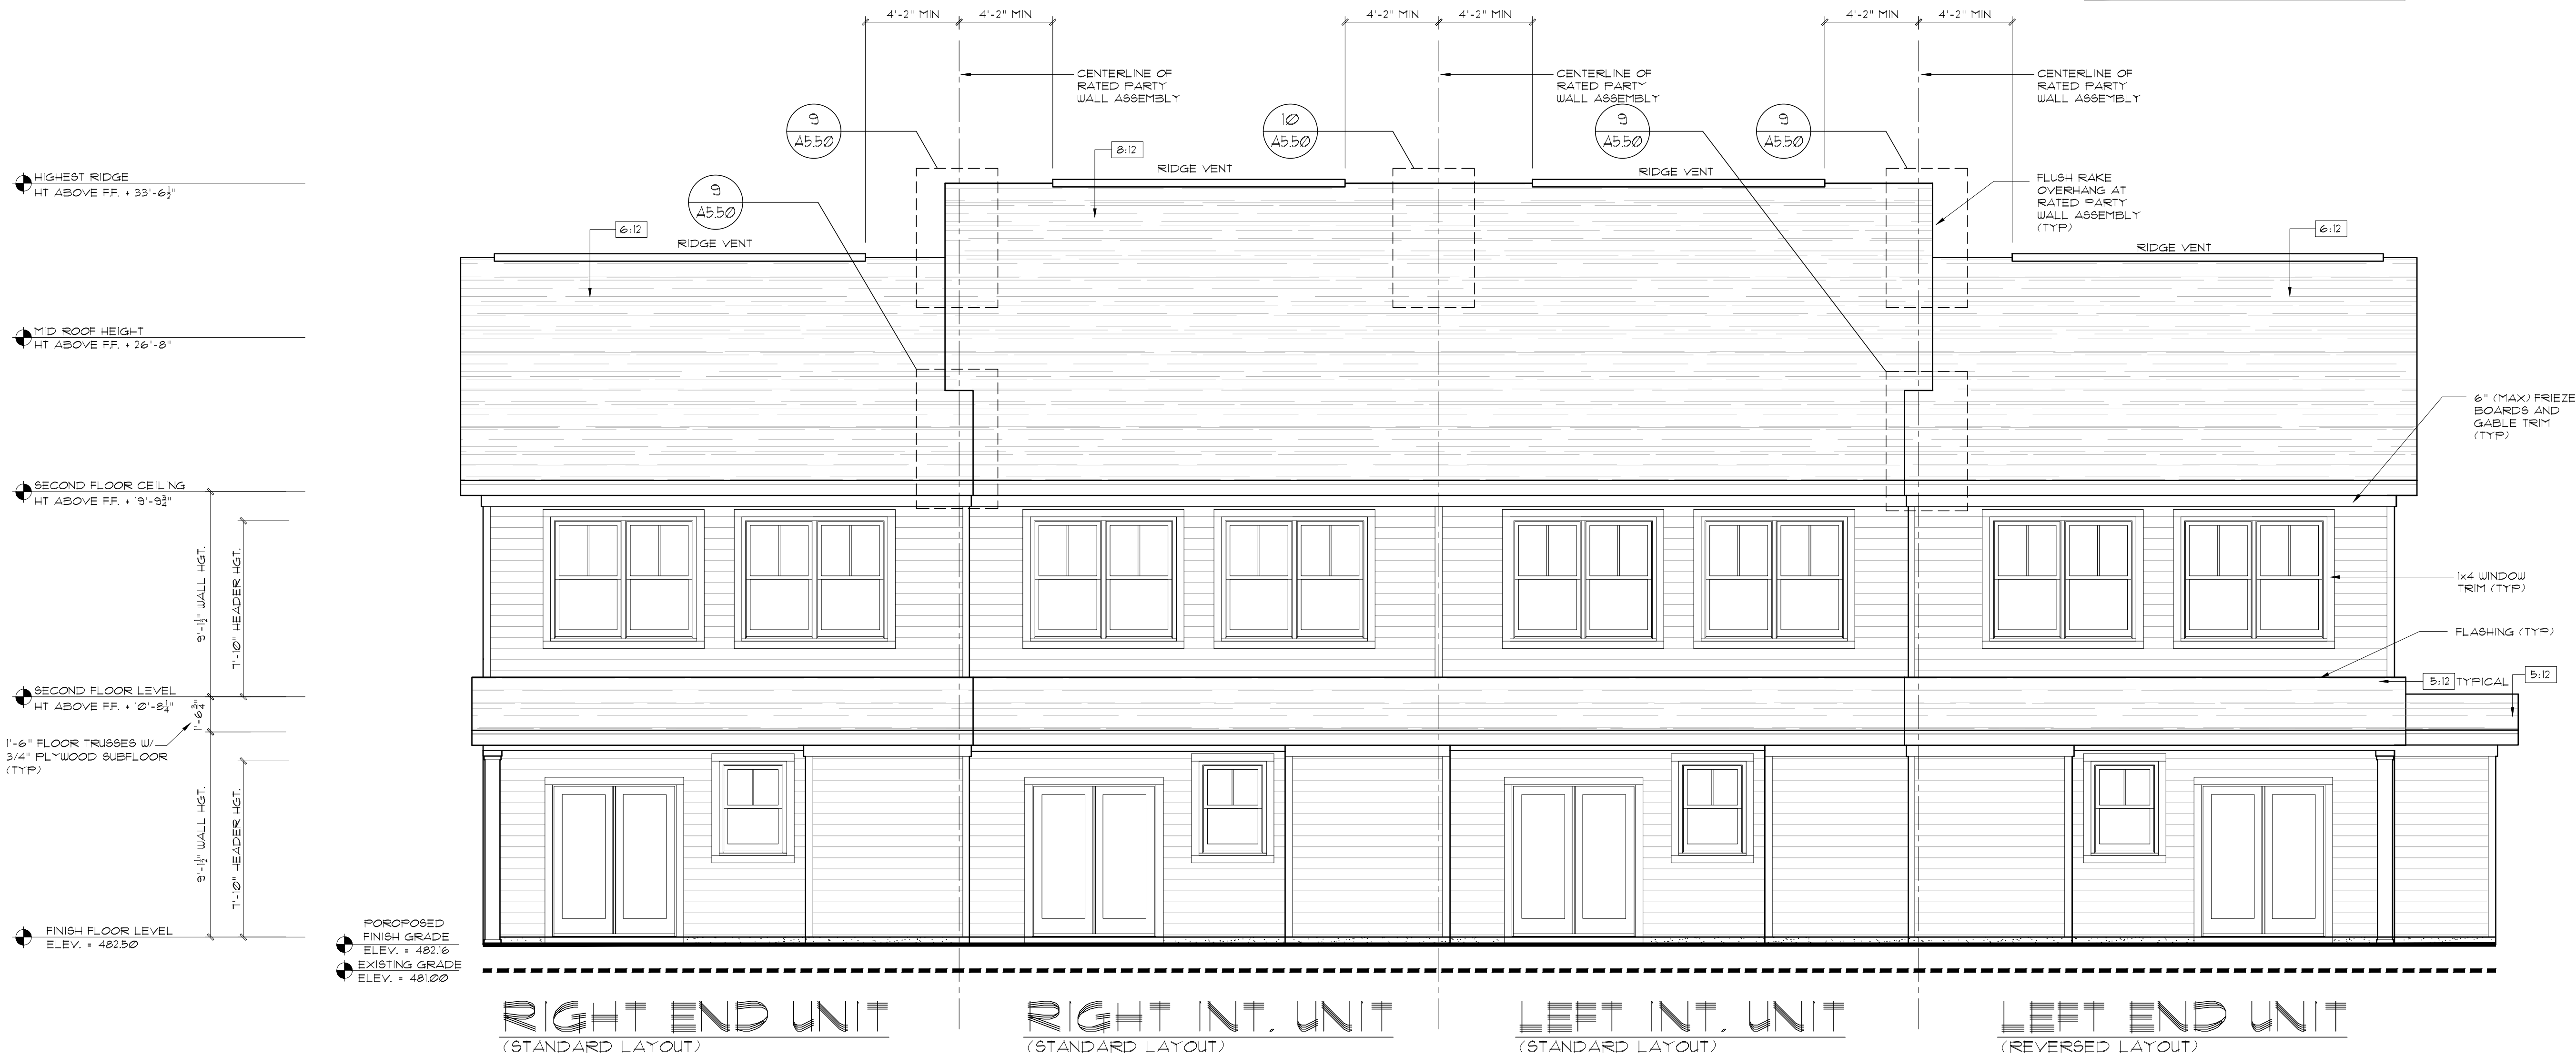 4'-2" MIN 4'-2" MIN 4'-2" MIN 4'-2" MIN 4'-2" MIN 4'-2" MIN
CENTERLINE OF
RATED PARTY
WALL ASSEMBLY
CENTERLINE OF
RATED PARTY
WALL ASSEMBLY
CENTERLINE OF
RATED PARTY
WALL ASSEMBLY
9
A5.50
10
A5.50
9
A5.50
9
A5.50
9
A5.50
8:12
RIDGE VENT
RIDGE VENT
HIGHEST RIDGE
HT ABOVE F.F. + 33'-6½"
FLUSH RAKE
OVERHANG AT
RATED PARTY
WALL ASSEMBLY
(TYP)
6:12
RIDGE VENT
6:12
RIDGE VENT
MID ROOF HEIGHT
HT ABOVE F.F. + 26'-8"
6" (MAX) FRIEZE
BOARDS AND
GABLE TRIM
(TYP)
SECOND FLOOR CEILING
HT ABOVE F.F. + 19'-9¾"
9'-1½" WALL HGT.
7'-10" HEADER HGT.
1x4 WINDOW
TRIM (TYP)
FLASHING (TYP)
5:12 TYPICAL
5:12
SECOND FLOOR LEVEL
HT ABOVE F.F. + 10'-8¼"
1'-6¾"
1'-6" FLOOR TRUSSES W/
3/4" PLYWOOD SUBFLOOR
(TYP)
9'-1½" WALL HGT.
7'-10" HEADER HGT.
FINISH FLOOR LEVEL
ELEV. = 482.50
POROPOSED
FINISH GRADE
ELEV. = 482.16
EXISTING GRADE
ELEV. = 481.00
RIGHT END UNIT
(STANDARD LAYOUT)
RIGHT INT. UNIT
(STANDARD LAYOUT)
LEFT INT. UNIT
(STANDARD LAYOUT)
LEFT END UNIT
(REVERSED LAYOUT)